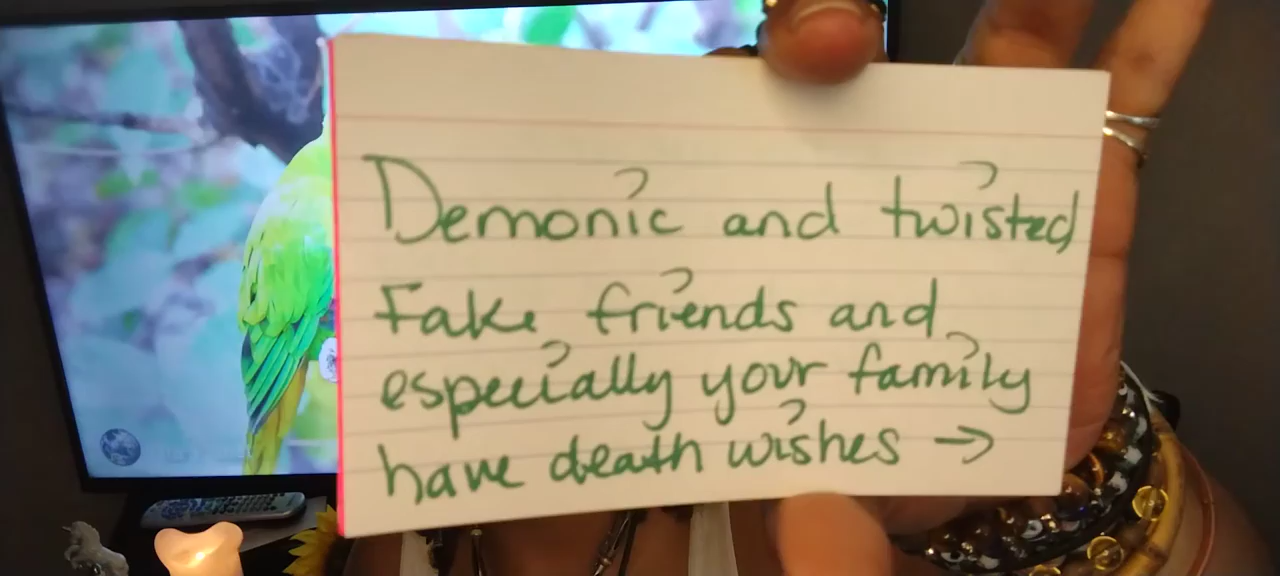 Demonic and twisted
Fake friends and
especially your family
have death wishes →